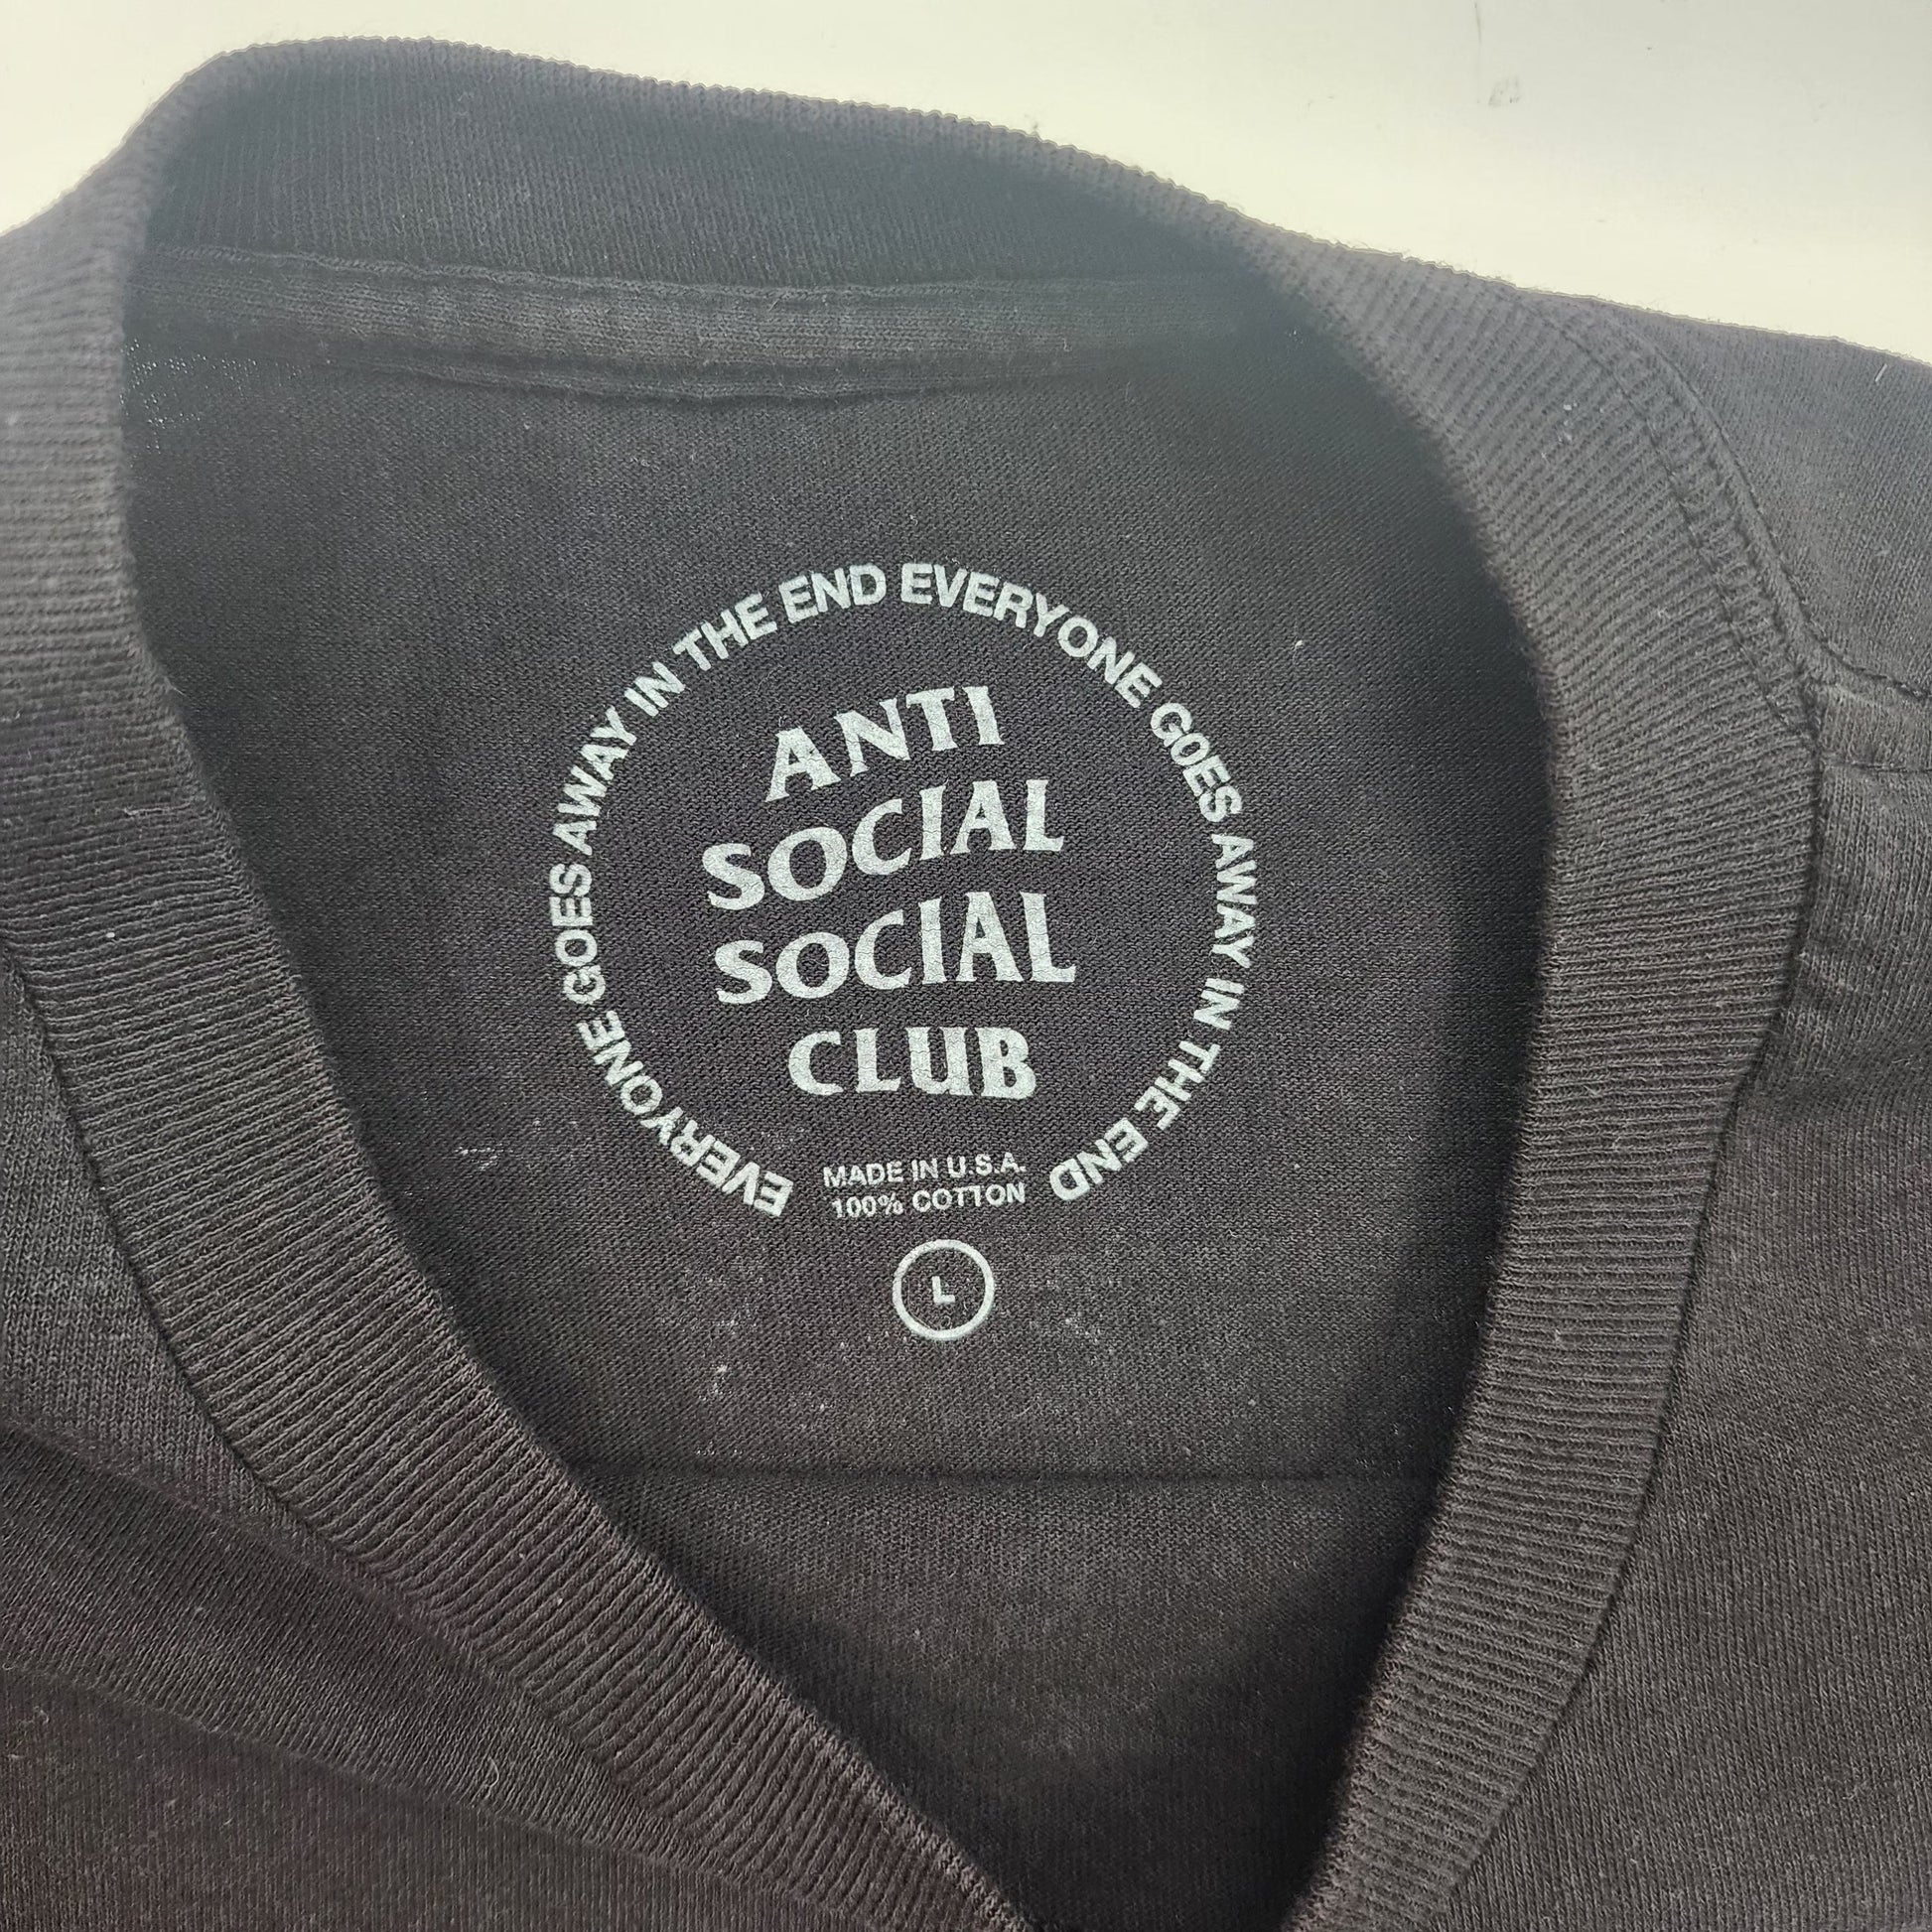 EVERYONE GOES AWAY IN THE END EVERYONE GOES AWAY IN THE END
ANTI
SOCIAL
SOCIAL
CLUB
MADE IN U.S.A.
100% COTTON
L